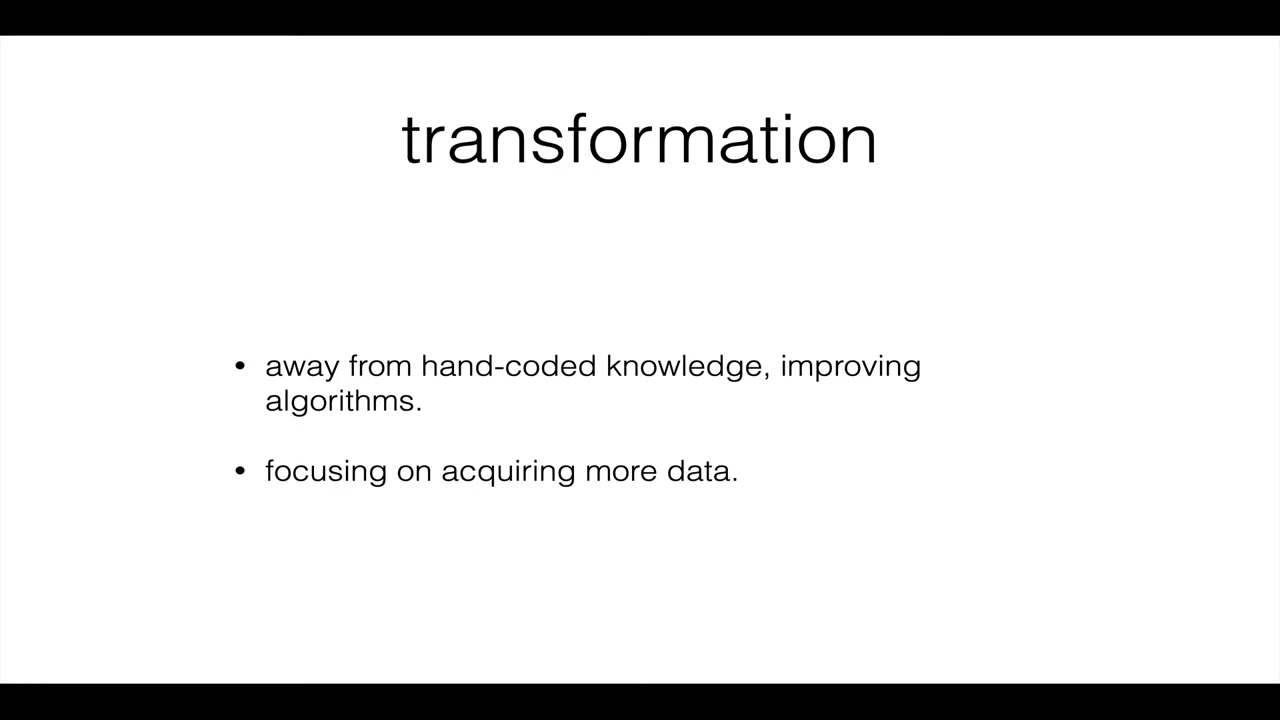 transformation
• away from hand-coded knowledge, improving
algorithms.
• focusing on acquiring more data.